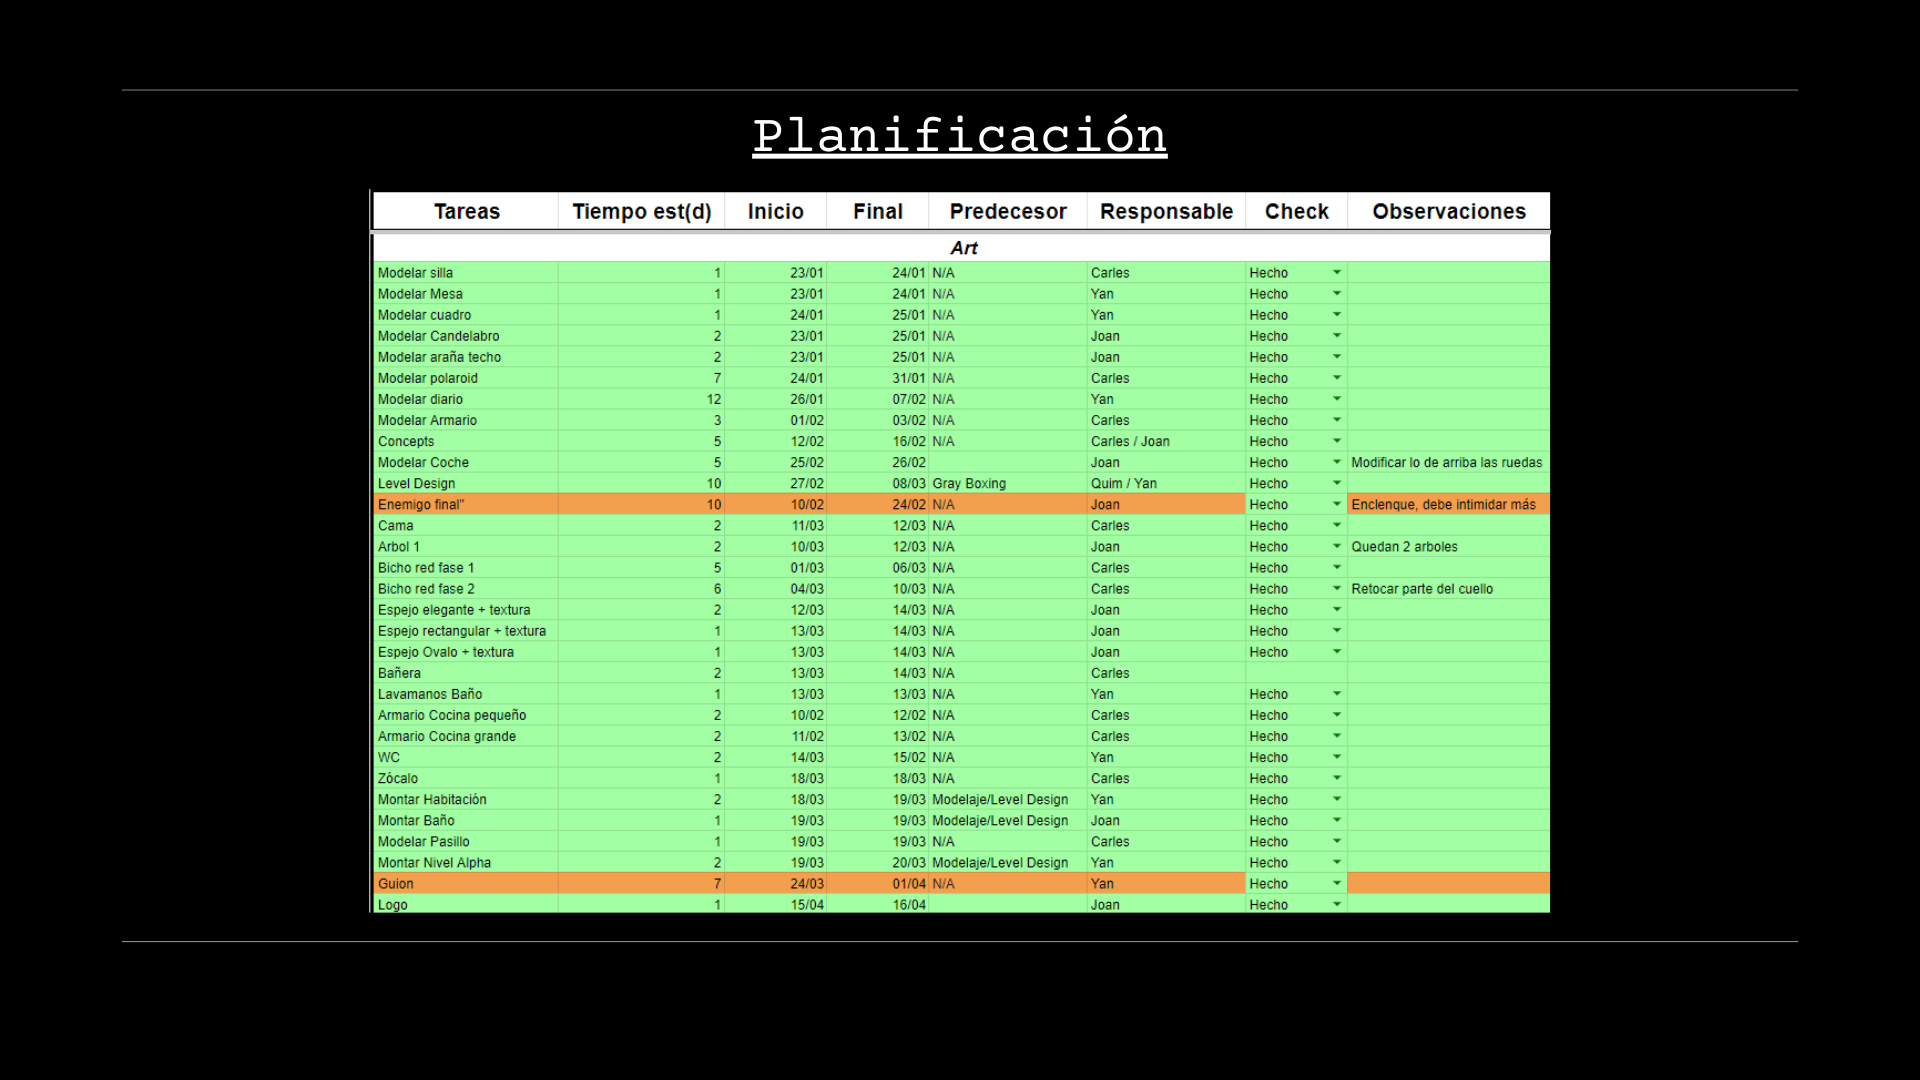 Planificación
Tareas Tiempo est(d) Inicio Final Predecesor Responsable Check Observaciones
Art
Modelar silla 1 23/01 24/01 N/A Carles Hecho
Modelar Mesa 1 23/01 24/01 N/A Yan Hecho
Modelar cuadro 1 24/01 25/01 N/A Yan Hecho
Modelar Candelabro 2 23/01 25/01 N/A Joan Hecho
Modelar araña techo 2 23/01 25/01 N/A Joan Hecho
Modelar polaroid 7 24/01 31/01 N/A Carles Hecho
Modelar diario 12 26/01 07/02 N/A Yan Hecho
Modelar Armario 3 01/02 03/02 N/A Carles Hecho
Concepts 5 12/02 16/02 N/A Carles / Joan Hecho
Modelar Coche 5 25/02 26/02 Joan Hecho Modificar lo de arriba las ruedas
Level Design 10 27/02 08/03 Gray Boxing Quim / Yan Hecho
Enemigo final" 10 10/02 24/02 N/A Joan Hecho Enclenque, debe intimidar más
Cama 2 11/03 12/03 N/A Carles Hecho
Arbol 1 2 10/03 12/03 N/A Joan Hecho Quedan 2 arboles
Bicho red fase 1 5 01/03 06/03 N/A Carles Hecho
Bicho red fase 2 6 04/03 10/03 N/A Carles Hecho Retocar parte del cuello
Espejo elegante + textura 2 12/03 14/03 N/A Joan Hecho
Espejo rectangular + textura 1 13/03 14/03 N/A Joan Hecho
Espejo Ovalo + textura 1 13/03 14/03 N/A Joan Hecho
Bañera 2 13/03 14/03 N/A Carles
Lavamanos Baño 1 13/03 13/03 N/A Yan Hecho
Armario Cocina pequeño 2 10/02 12/02 N/A Carles Hecho
Armario Cocina grande 2 11/02 13/02 N/A Carles Hecho
WC 2 14/03 15/02 N/A Yan Hecho
Zócalo 1 18/03 18/03 N/A Carles Hecho
Montar Habitación 2 18/03 19/03 Modelaje/Level Design Yan Hecho
Montar Baño 1 19/03 19/03 Modelaje/Level Design Joan Hecho
Modelar Pasillo 1 19/03 19/03 N/A Carles Hecho
Montar Nivel Alpha 2 19/03 20/03 Modelaje/Level Design Yan Hecho
Guion 7 24/03 01/04 N/A Yan Hecho
Logo 1 15/04 16/04 Joan Hecho